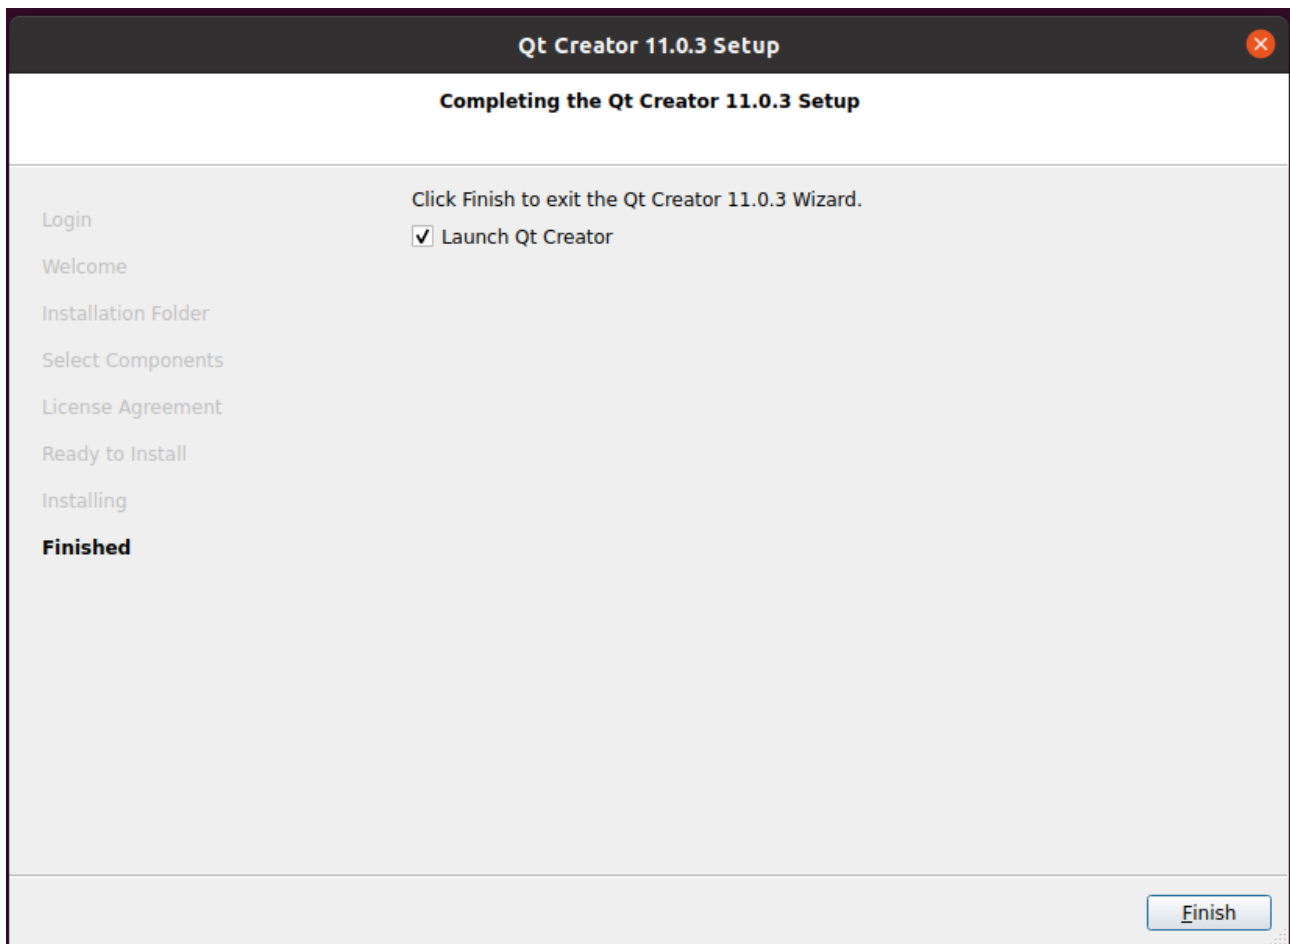 Qt Creator 11.0.3 Setup
Completing the Qt Creator 11.0.3 Setup
Login
Welcome
Installation Folder
Select Components
License Agreement
Ready to Install
Installing
Finished
Click Finish to exit the Qt Creator 11.0.3 Wizard.
Launch Qt Creator
Finish